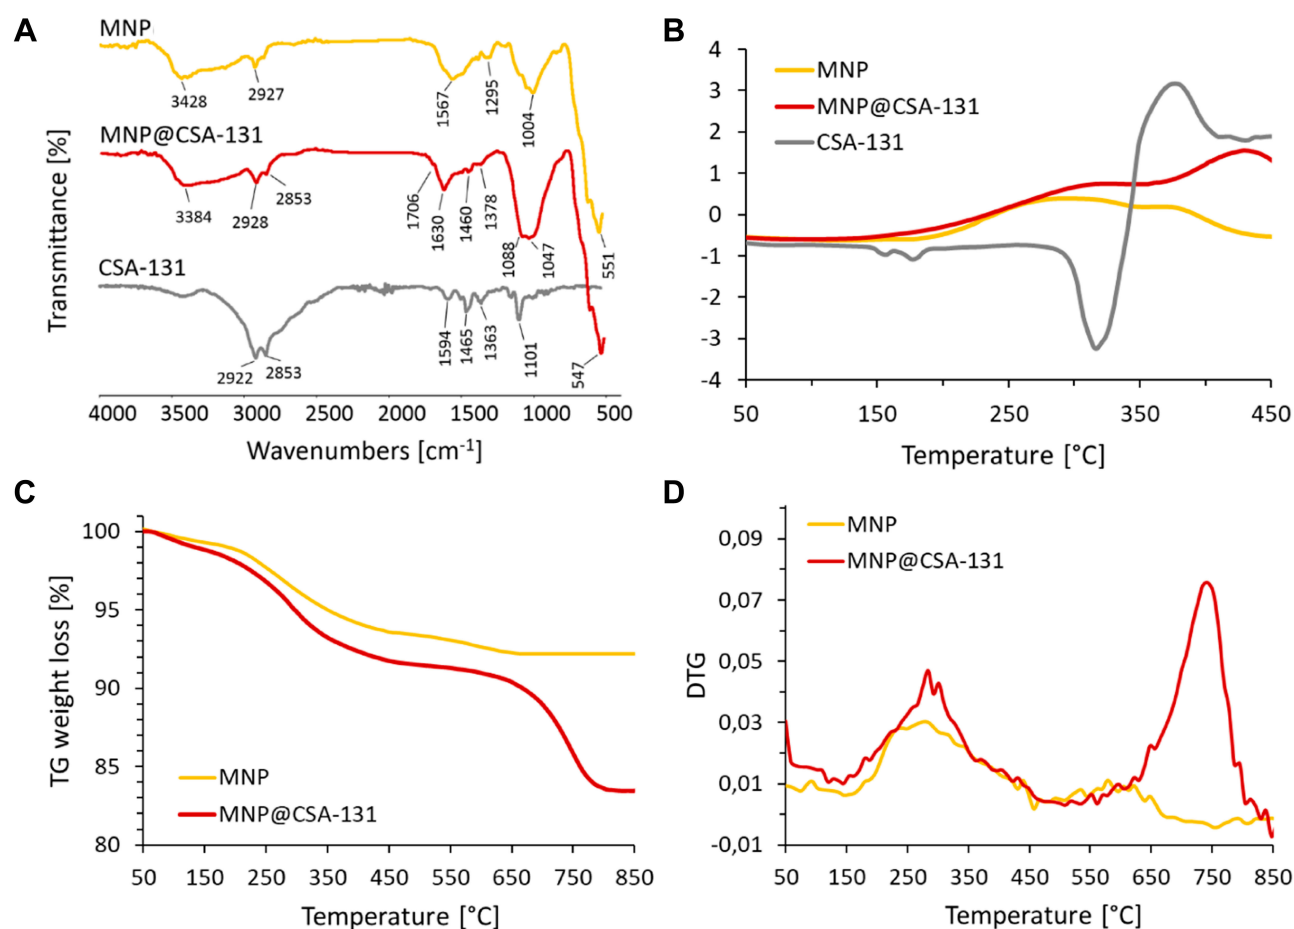 A
MNP
3428
2927
1567
1295
1004
MNP@CSA-131
3384
2928
2853
1706
1630
1460
1378
1088
1047
551
CSA-131
2922
2853
1594
1465
1363
1101
547
Transmittance [%]
4000 3500 3000 2500 2000 1500 1000 500
Wavenumbers [cm-1]
B
4
3
2
1
0
-1
-2
-3
-4
MNP
MNP@CSA-131
CSA-131
50 150 250 350 450
Temperature [°C]
C
TG weight loss [%]
100
95
90
85
80
MNP
MNP@CSA-131
50 150 250 350 450 550 650 750 850
Temperature [°C]
D
DTG
0,09
0,07
0,05
0,03
0,01
-0,01
MNP
MNP@CSA-131
50 150 250 350 450 550 650 750 850
Temperature [°C]